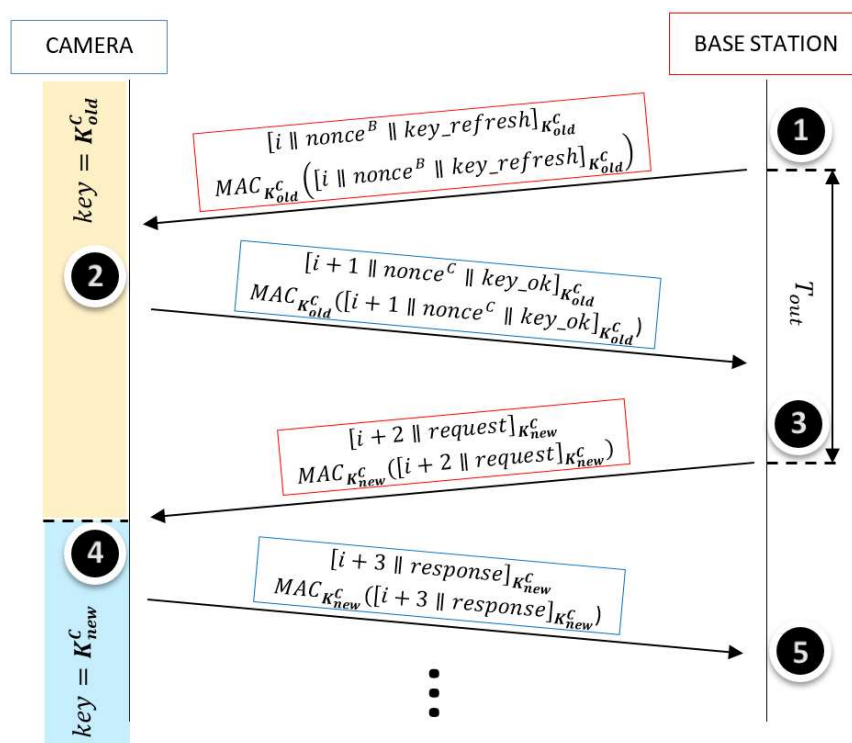 CAMERA
BASE STATION
key = K^C_old
1
[i ∥ nonce^B ∥ key_refresh]_{K^C_old}
MAC_{K^C_old}([i ∥ nonce^B ∥ key_refresh]_{K^C_old})
2
[i + 1 ∥ nonce^C ∥ key_ok]_{K^C_old}
MAC_{K^C_old}([i + 1 ∥ nonce^C ∥ key_ok]_{K^C_old})
T_out
3
[i + 2 ∥ request]_{K^C_new}
MAC_{K^C_new}([i + 2 ∥ request]_{K^C_new})
4
key = K^C_new
[i + 3 ∥ response]_{K^C_new}
MAC_{K^C_new}([i + 3 ∥ response]_{K^C_new})
5